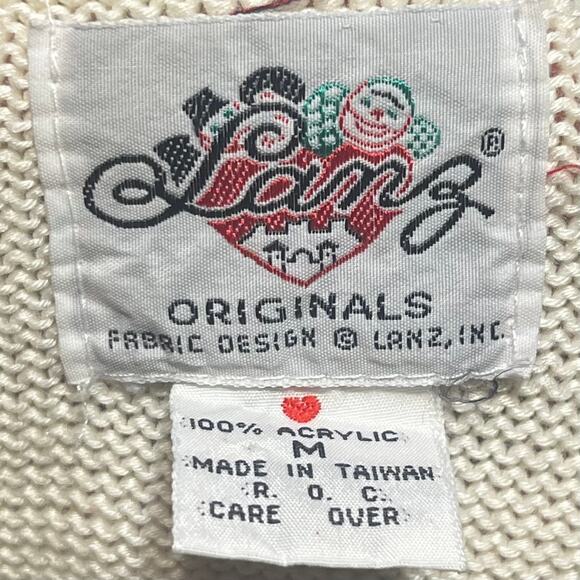 Lanz®
ORIGINALS
FABRIC DESIGN © LANZ, INC.
100% ACRYLIC
M
MADE IN TAIWAN
R. O. C.
CARE OVER